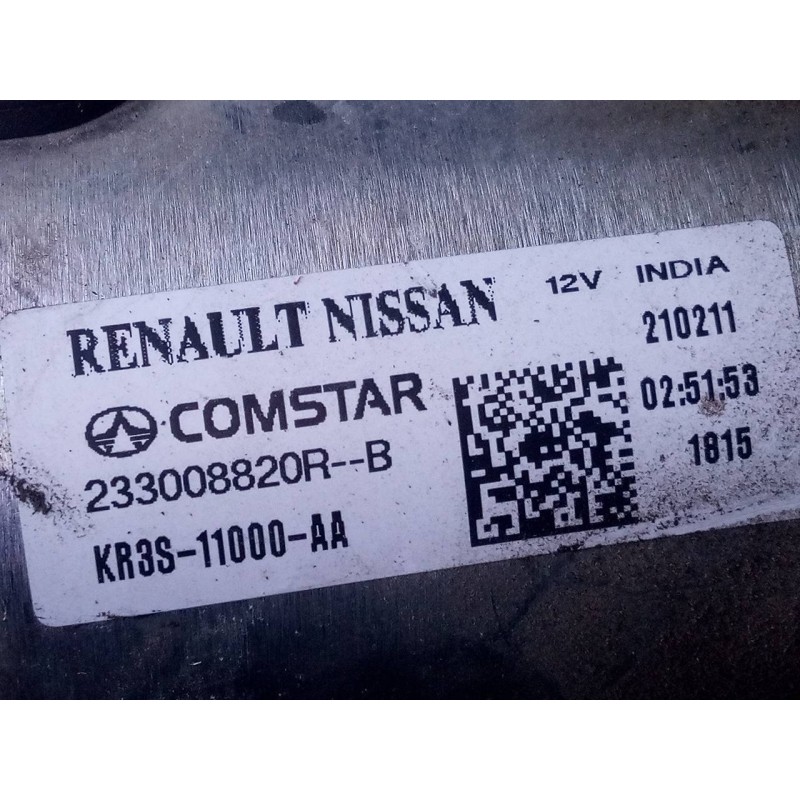 RENAULT NISSAN 12V INDIA
210211
COMSTAR 02:51:53
233008820R--B 1815
KR3S-11000-AA